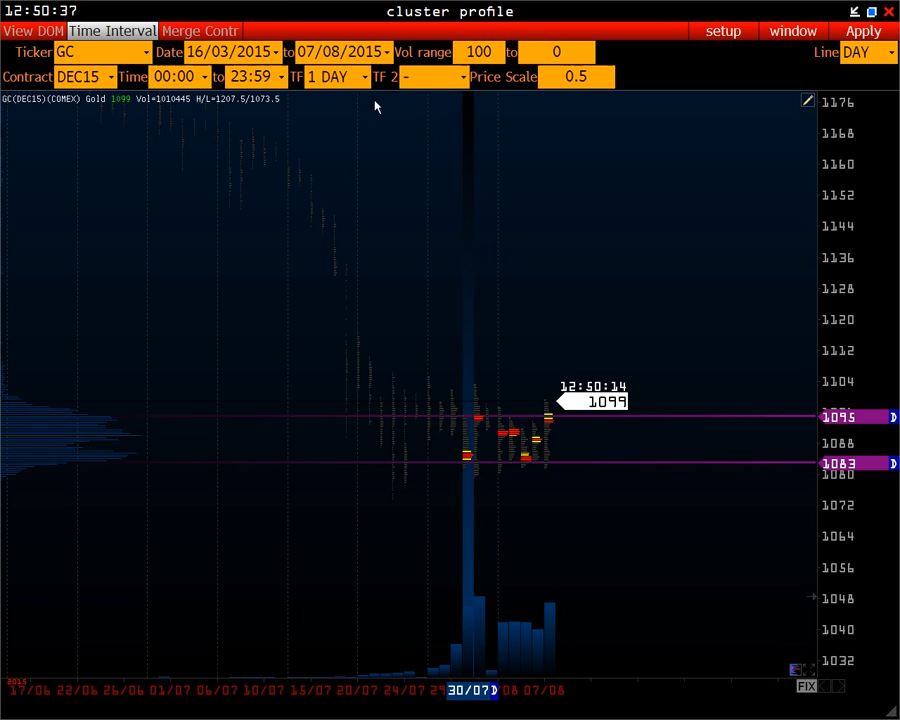 12:50:37 cluster profile
View DOM Time Interval Merge Contr setup window Apply
Ticker GC Date 16/03/2015 to 07/08/2015 Vol range 100 to 0 Line DAY
Contract DEC15 Time 00:00 to 23:59 TF 1 DAY TF 2 - Price Scale 0.5
GC(DEC15)(COMEX) Gold 1099 Vol=1010445 H/L=1207.5/1073.5
1176
1168
1160
1152
1144
1136
1128
1120
1112
1104
12:50:14
1099
1095 D
1088
1083 D
1080
1072
1064
1056
1048
1040
1032
2015
17/06 22/06 26/06 01/07 06/07 10/07 15/07 20/07 24/07 29 30/07 D 08 07/08
FIX